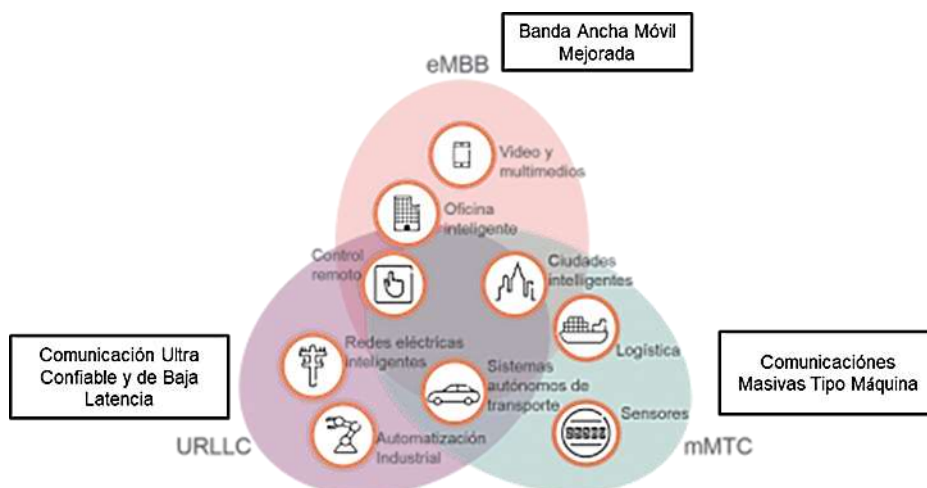 Banda Ancha Móvil
Mejorada
eMBB
Video y
multimedios
Oficina
inteligente
Control
remoto
Ciudades
intelligentes
Logística
Redes eléctricas
inteligentes
Sistemas
autónomos de
transporte
Sensores
Automatización
Industrial
Comunicación Ultra
Confiable y de Baja
Latencia
URLLC
Comunicaciónes
Masivas Tipo Máquina
mMTC